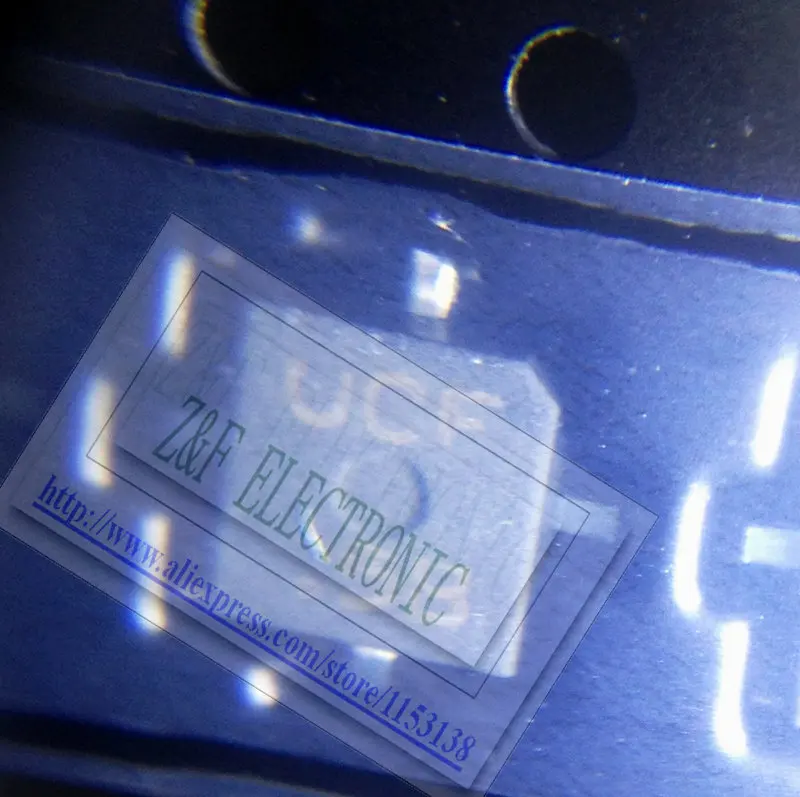 UCF
Z&F ELECTRONIC
http://www.aliexpress.com/store/1153138